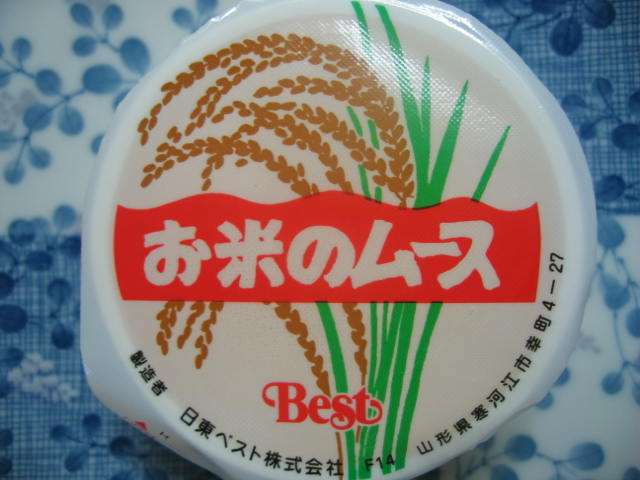 お米のムース
Best
製造者 日東ベスト株式会社 F14 山形県寒河江市幸町4-27